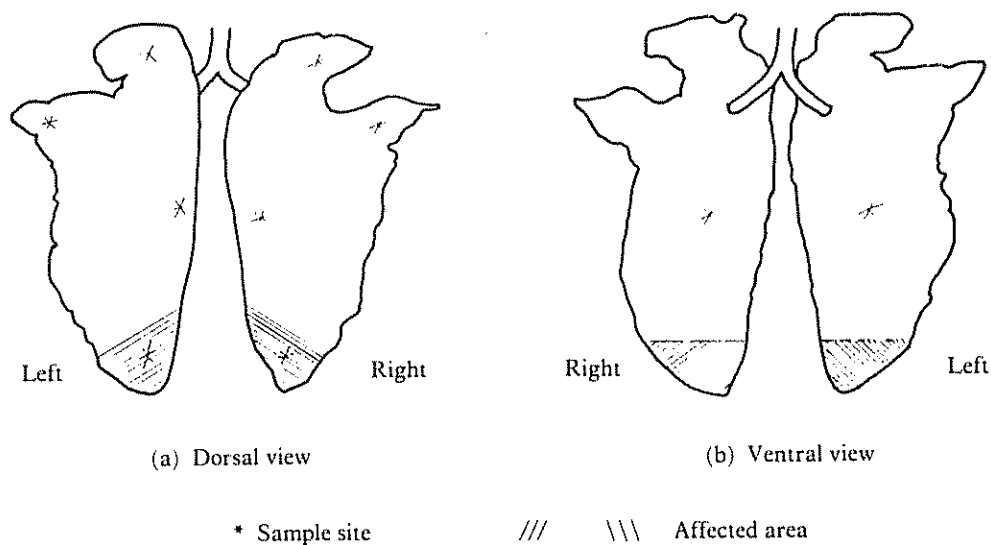 Left
Right
Right
Left
(a) Dorsal view
(b) Ventral view
* Sample site
/// \\\ Affected area